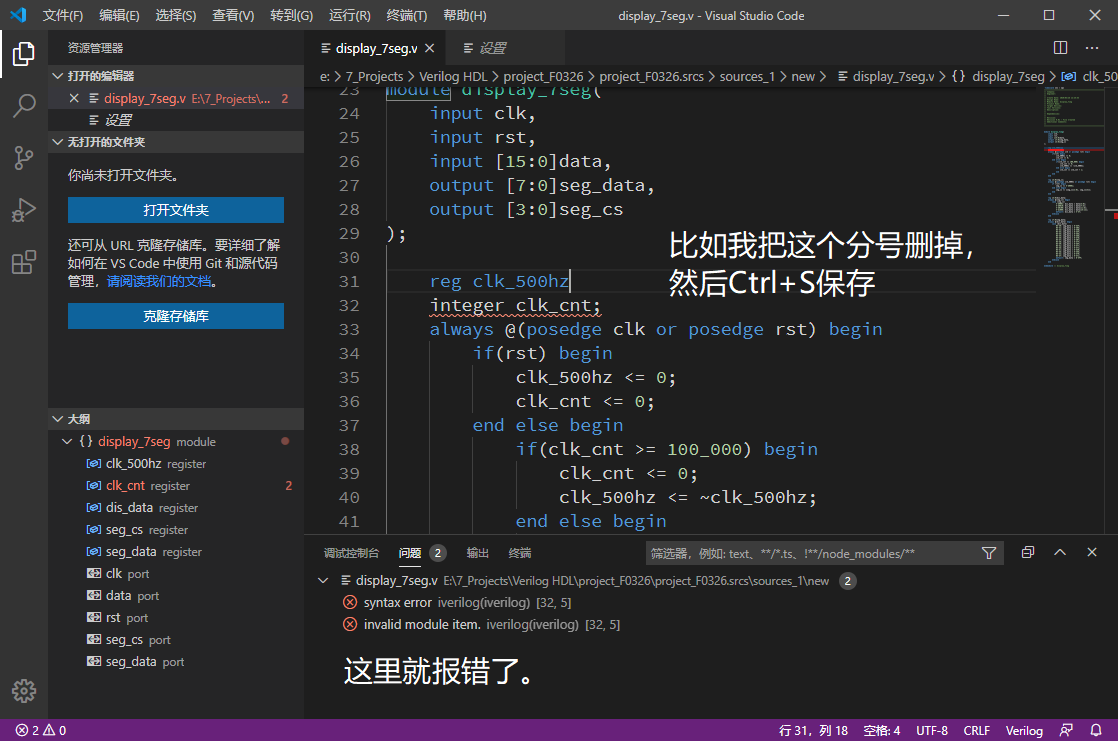 文件(F) 编辑(E) 选择(S) 查看(V) 转到(G) 运行(R) 终端(T) 帮助(H) display_7seg.v - Visual Studio Code
资源管理器
打开的编辑器
display_7seg.v E:\7_Projects\... 2
设置
无打开的文件夹
你尚未打开文件夹。
打开文件夹
还可从 URL 克隆存储库。要详细了解
如何在 VS Code 中使用 Git 和源代码
管理，请阅读我们的文档。
克隆存储库
大纲
{} display_7seg module
clk_500hz register
clk_cnt register 2
dis_data register
seg_cs register
seg_data register
clk port
data port
rst port
seg_cs port
seg_data port
display_7seg.v 设置
e: > 7_Projects > Verilog HDL > project_F0326 > project_F0326.srcs > sources_1 > new > display_7seg.v > {} display_7seg > clk_50
23 module display_7seg(
24 input clk,
25 input rst,
26 input [15:0]data,
27 output [7:0]seg_data,
28 output [3:0]seg_cs
29 );
30
31 reg clk_500hz
32 integer clk_cnt;
33 always @(posedge clk or posedge rst) begin
34 if(rst) begin
35 clk_500hz <= 0;
36 clk_cnt <= 0;
37 end else begin
38 if(clk_cnt >= 100_000) begin
39 clk_cnt <= 0;
40 clk_500hz <= ~clk_500hz;
41 end else begin
比如我把这个分号删掉，
然后Ctrl+S保存
调试控制台 问题 2 输出 终端 筛选器，例如: text、**/*.ts、!**/node_modules/**
display_7seg.v E:\7_Projects\Verilog HDL\project_F0326\project_F0326.srcs\sources_1\new 2
syntax error iverilog(iverilog) [32, 5]
invalid module item. iverilog(iverilog) [32, 5]
这里就报错了。
2 0 行 31，列 18 空格: 4 UTF-8 CRLF Verilog